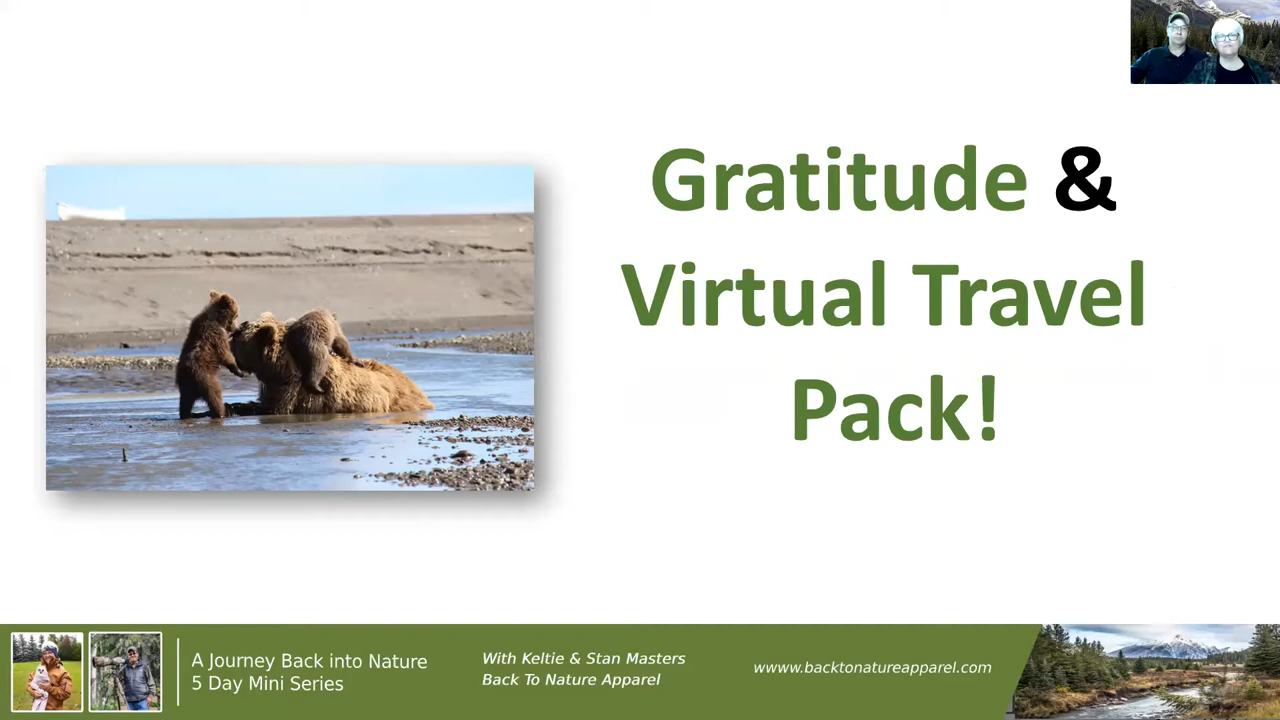 Gratitude &
Virtual Travel
Pack!
A Journey Back into Nature
5 Day Mini Series
With Keltie & Stan Masters
Back To Nature Apparel
www.backtonatureapparel.com